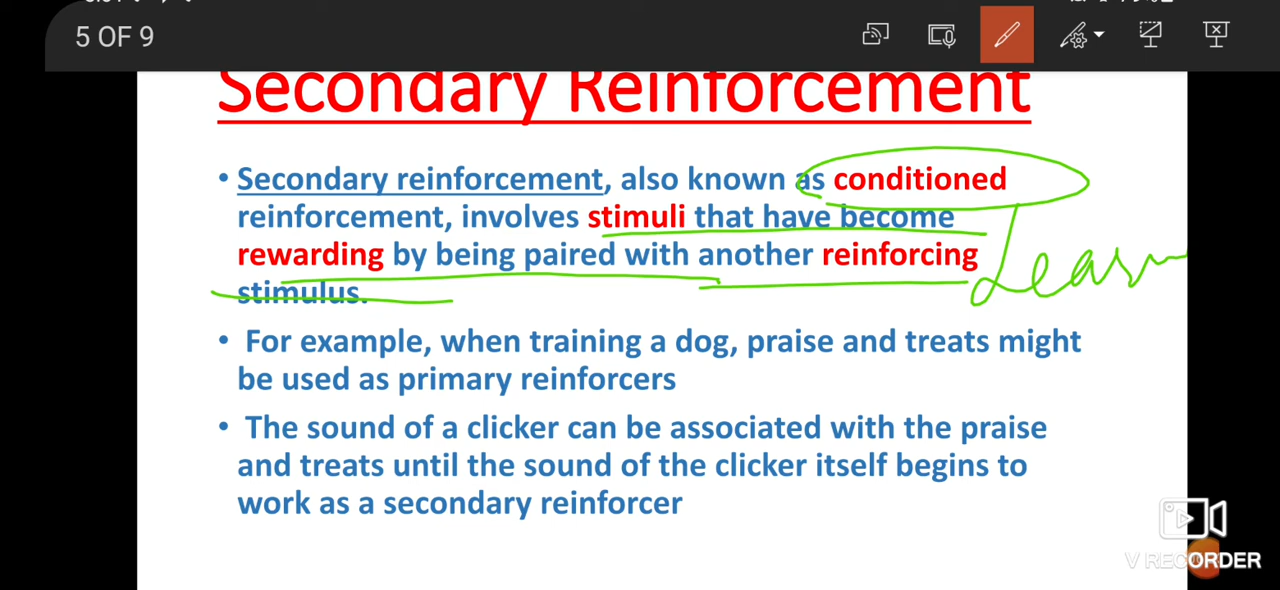 5 OF 9
Secondary Reinforcement
• Secondary reinforcement, also known as conditioned
reinforcement, involves stimuli that have become
rewarding by being paired with another reinforcing
stimulus.
Learn
• For example, when training a dog, praise and treats might
be used as primary reinforcers
• The sound of a clicker can be associated with the praise
and treats until the sound of the clicker itself begins to
work as a secondary reinforcer
V RECORDER